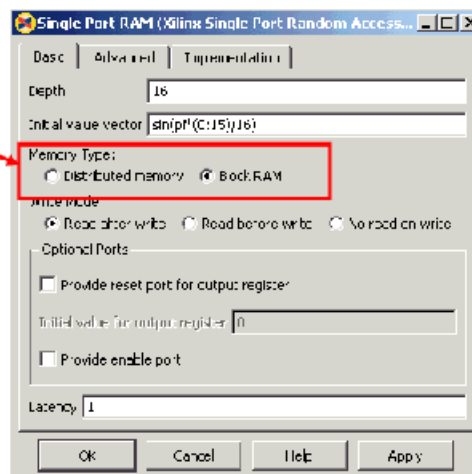 Single Port RAM (Xilinx Single Port Random Access...
Basic Advanced Implementation
Depth 16
Initial value vector sin(pi*(0:15)/16)
Memory Type:
Distributed memory Block RAM
Write Mode
Read after write Read before write No read on write
Optional Ports
Provide reset port for output register
Initial value for output register 0
Provide enable port
Latency 1
OK Cancel Help Apply